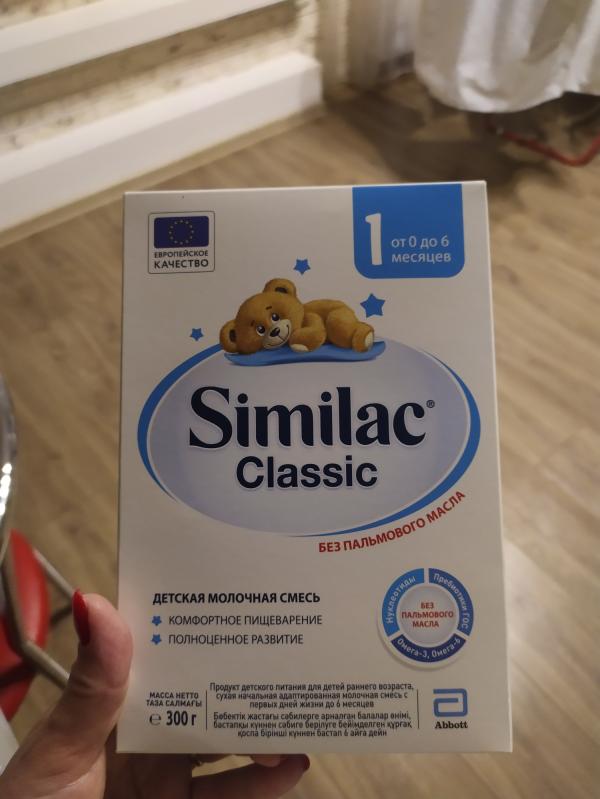 1
от 0 до 6
месяцев
ЕВРОПЕЙСКОЕ
КАЧЕСТВО
Similac®
Classic
БЕЗ ПАЛЬМОВОГО МАСЛА
ДЕТСКАЯ МОЛОЧНАЯ СМЕСЬ
КОМФОРТНОЕ ПИЩЕВАРЕНИЕ
ПОЛНОЦЕННОЕ РАЗВИТИЕ
Нуклеотиды
Пребиотики ГОС
БЕЗ
ПАЛЬМОВОГО
МАСЛА
Омега-3, Омега-6
МАССА НЕТТО
ТАЗА САЛМАҒЫ
℮ 300 г
Продукт детского питания для детей раннего возраста,
сухая начальная адаптированная молочная смесь с
первых дней жизни до 6 месяцев
Бөбектік жастағы сәбилерге арналған балалар өнімі,
бастапқы күннен сәбиге берілуге бейімделген құрғақ
қоспа бірінші күннен бастап 6 айға дейін
Abbott